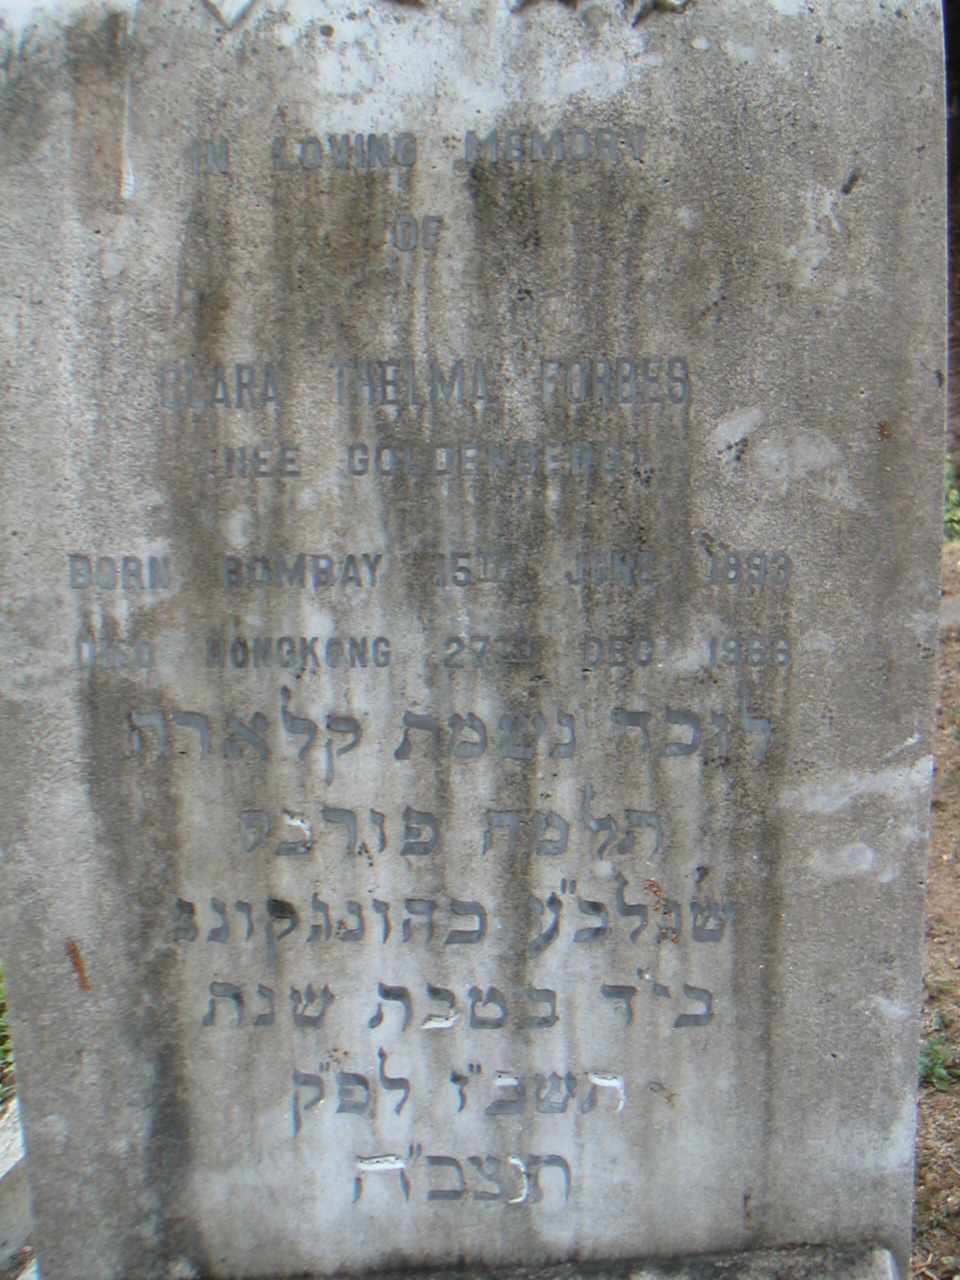 IN LOVING MEMORY
OF
CLARA THELMA FORBES
(NEE GOLDENBERG)
BORN BOMBAY 15TH JUNE 1893
DIED HONGKONG 27TH DEC 1966
לזכר נשמת קלארה
תלמה פורבס
שנלב״ע בהונגקונג
בי״ד בטבת שנת
תשכ״ז לפ״ק
תנצב״ה